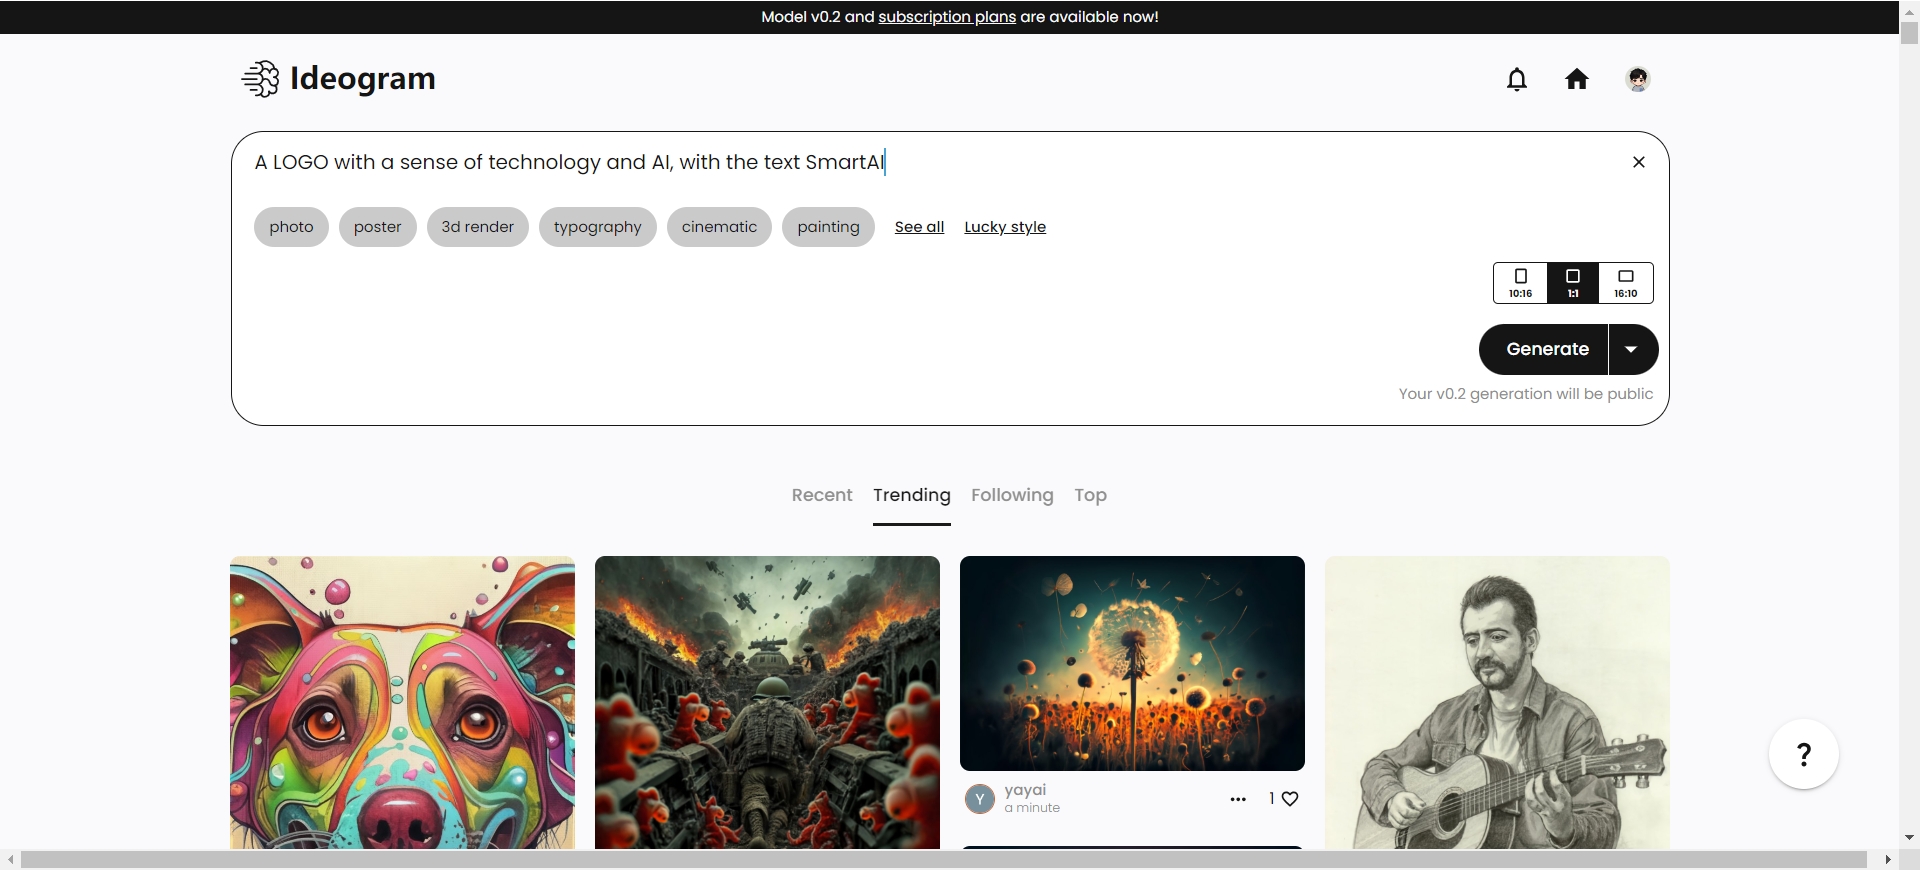 Model v0.2 and subscription plans are available now!
Ideogram
A LOGO with a sense of technology and AI, with the text SmartAI
photo poster 3d render typography cinematic painting See all Lucky style
10:16 1:1 16:10
Generate
Your v0.2 generation will be public
Recent Trending Following Top
Y yayai
a minute
1
?